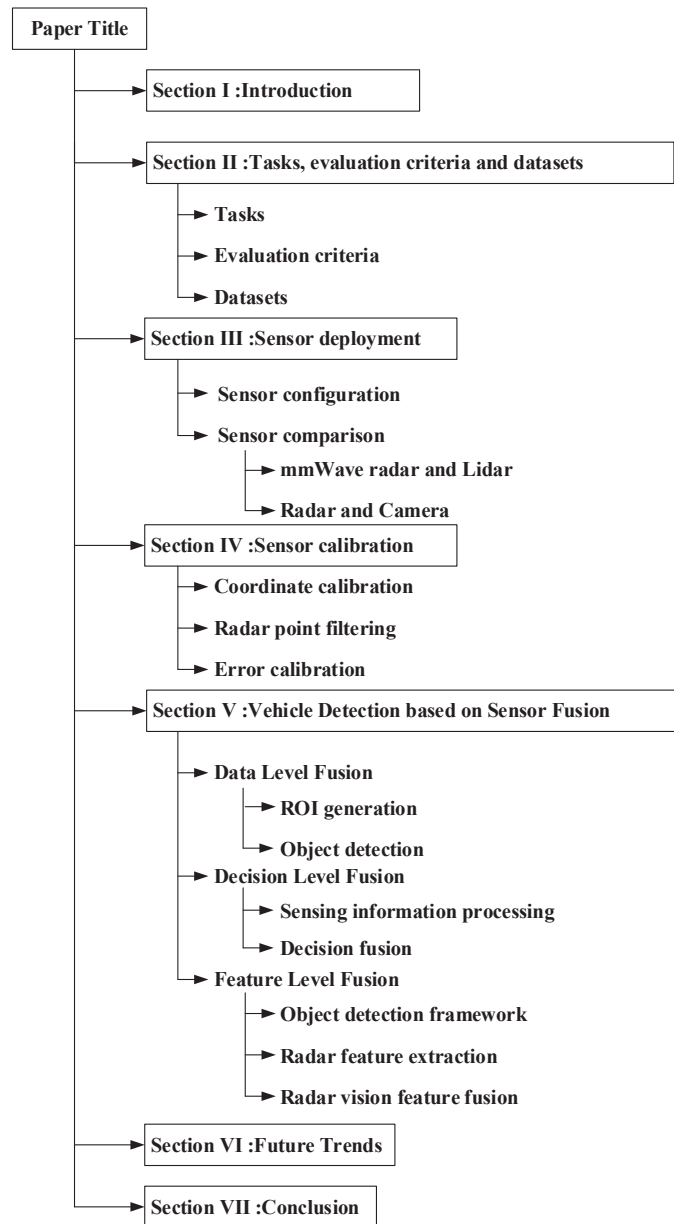 Paper Title
Section I :Introduction
Section II :Tasks, evaluation criteria and datasets
Tasks
Evaluation criteria
Datasets
Section III :Sensor deployment
Sensor configuration
Sensor comparison
mmWave radar and Lidar
Radar and Camera
Section IV :Sensor calibration
Coordinate calibration
Radar point filtering
Error calibration
Section V :Vehicle Detection based on Sensor Fusion
Data Level Fusion
ROI generation
Object detection
Decision Level Fusion
Sensing information processing
Decision fusion
Feature Level Fusion
Object detection framework
Radar feature extraction
Radar vision feature fusion
Section VI :Future Trends
Section VII :Conclusion